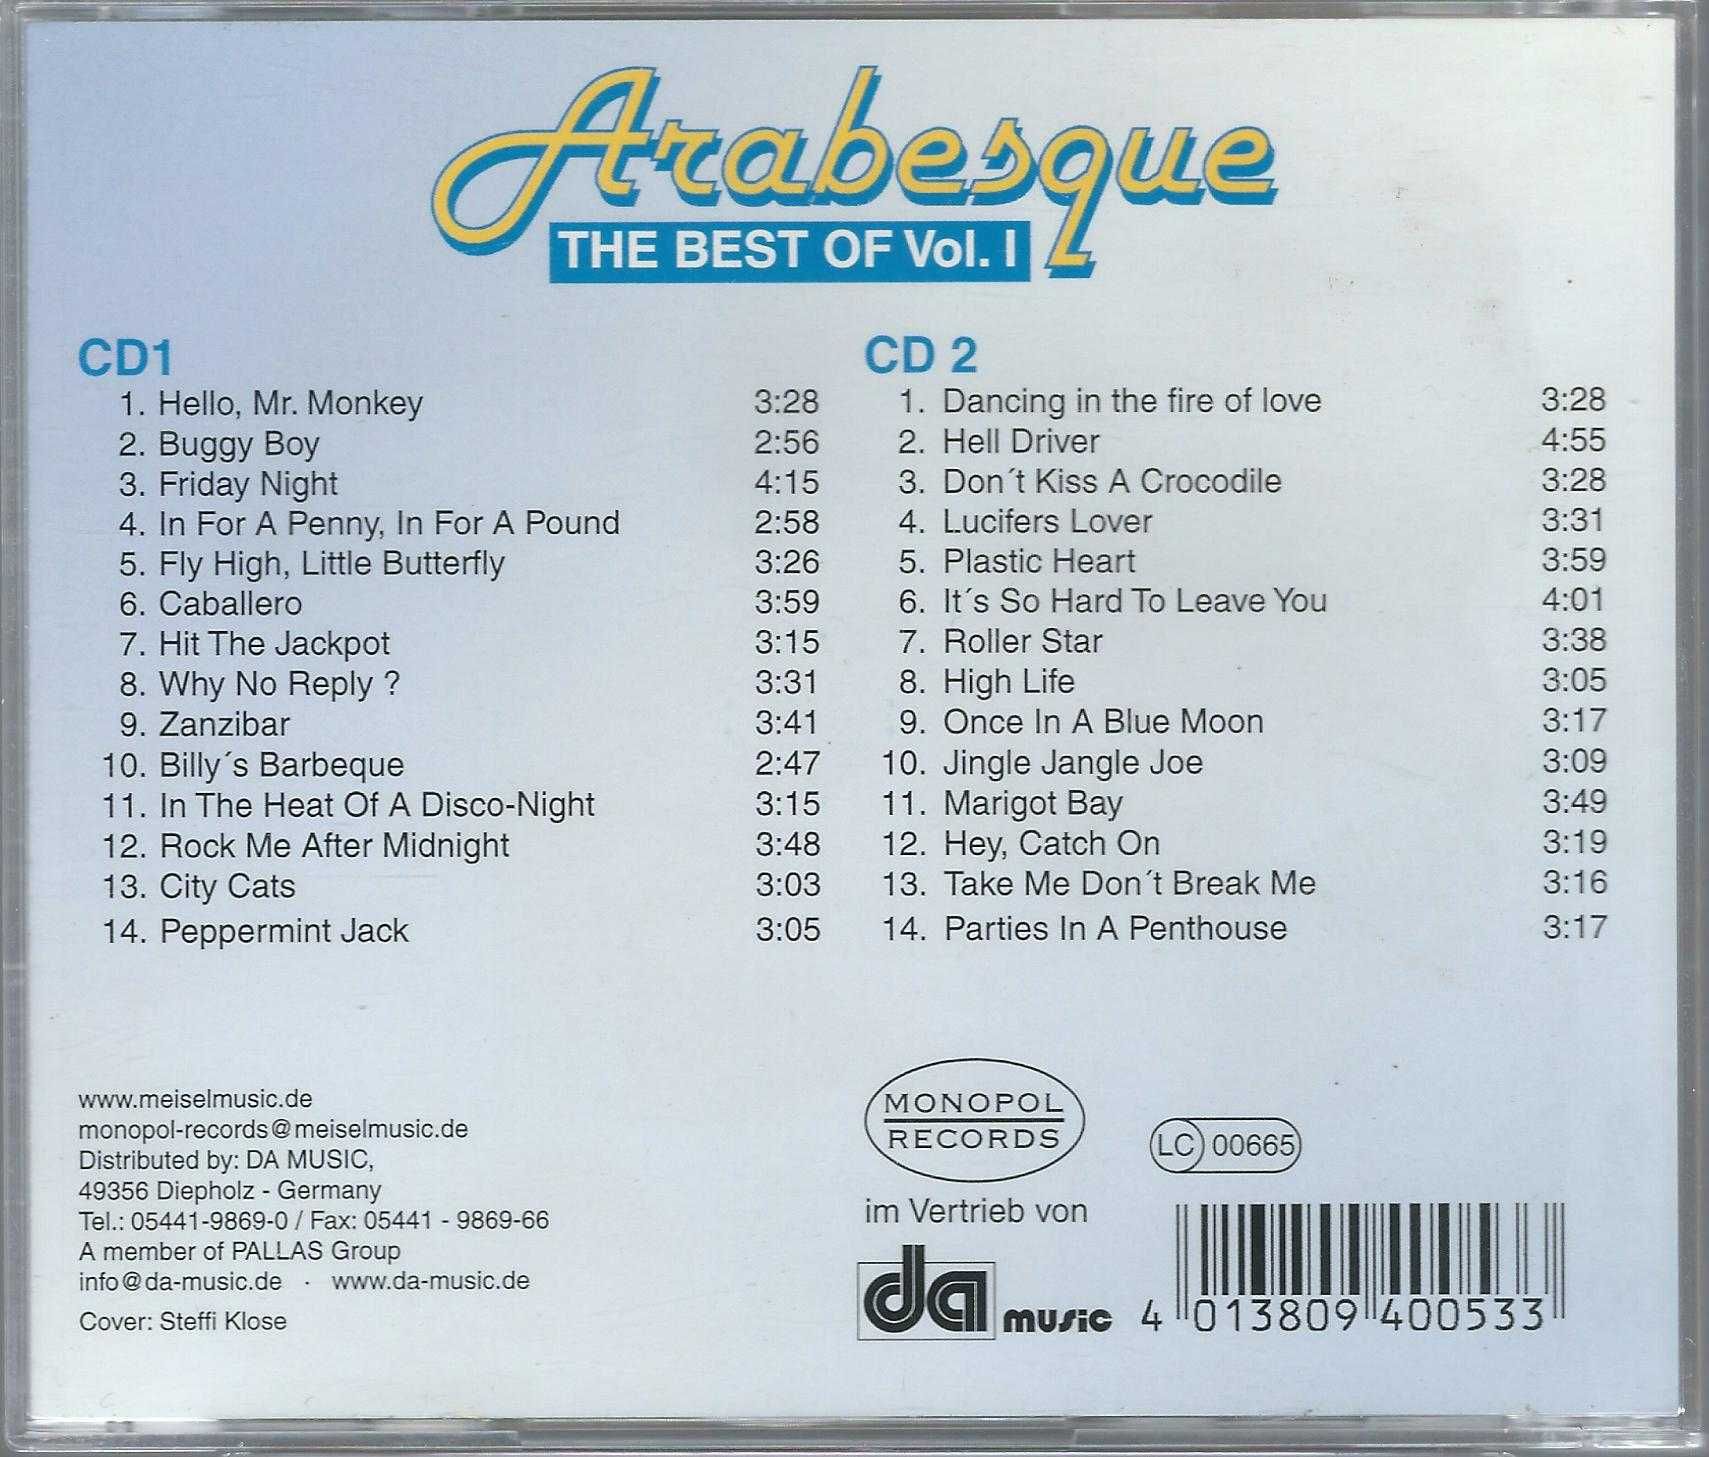 Arabesque
THE BEST OF Vol. I
CD1
1. Hello, Mr. Monkey 3:28
2. Buggy Boy 2:56
3. Friday Night 4:15
4. In For A Penny, In For A Pound 2:58
5. Fly High, Little Butterfly 3:26
6. Caballero 3:59
7. Hit The Jackpot 3:15
8. Why No Reply ? 3:31
9. Zanzibar 3:41
10. Billy´s Barbeque 2:47
11. In The Heat Of A Disco-Night 3:15
12. Rock Me After Midnight 3:48
13. City Cats 3:03
14. Peppermint Jack 3:05
CD 2
1. Dancing in the fire of love 3:28
2. Hell Driver 4:55
3. Don´t Kiss A Crocodile 3:28
4. Lucifers Lover 3:31
5. Plastic Heart 3:59
6. It´s So Hard To Leave You 4:01
7. Roller Star 3:38
8. High Life 3:05
9. Once In A Blue Moon 3:17
10. Jingle Jangle Joe 3:09
11. Marigot Bay 3:49
12. Hey, Catch On 3:19
13. Take Me Don´t Break Me 3:16
14. Parties In A Penthouse 3:17
www.meiselmusic.de
monopol-records@meiselmusic.de
Distributed by: DA MUSIC,
49356 Diepholz - Germany
Tel.: 05441-9869-0 / Fax: 05441 - 9869-66
A member of PALLAS Group
info@da-music.de · www.da-music.de
Cover: Steffi Klose
MONOPOL
RECORDS
LC 00665
im Vertrieb von
da music
4 013809 400533